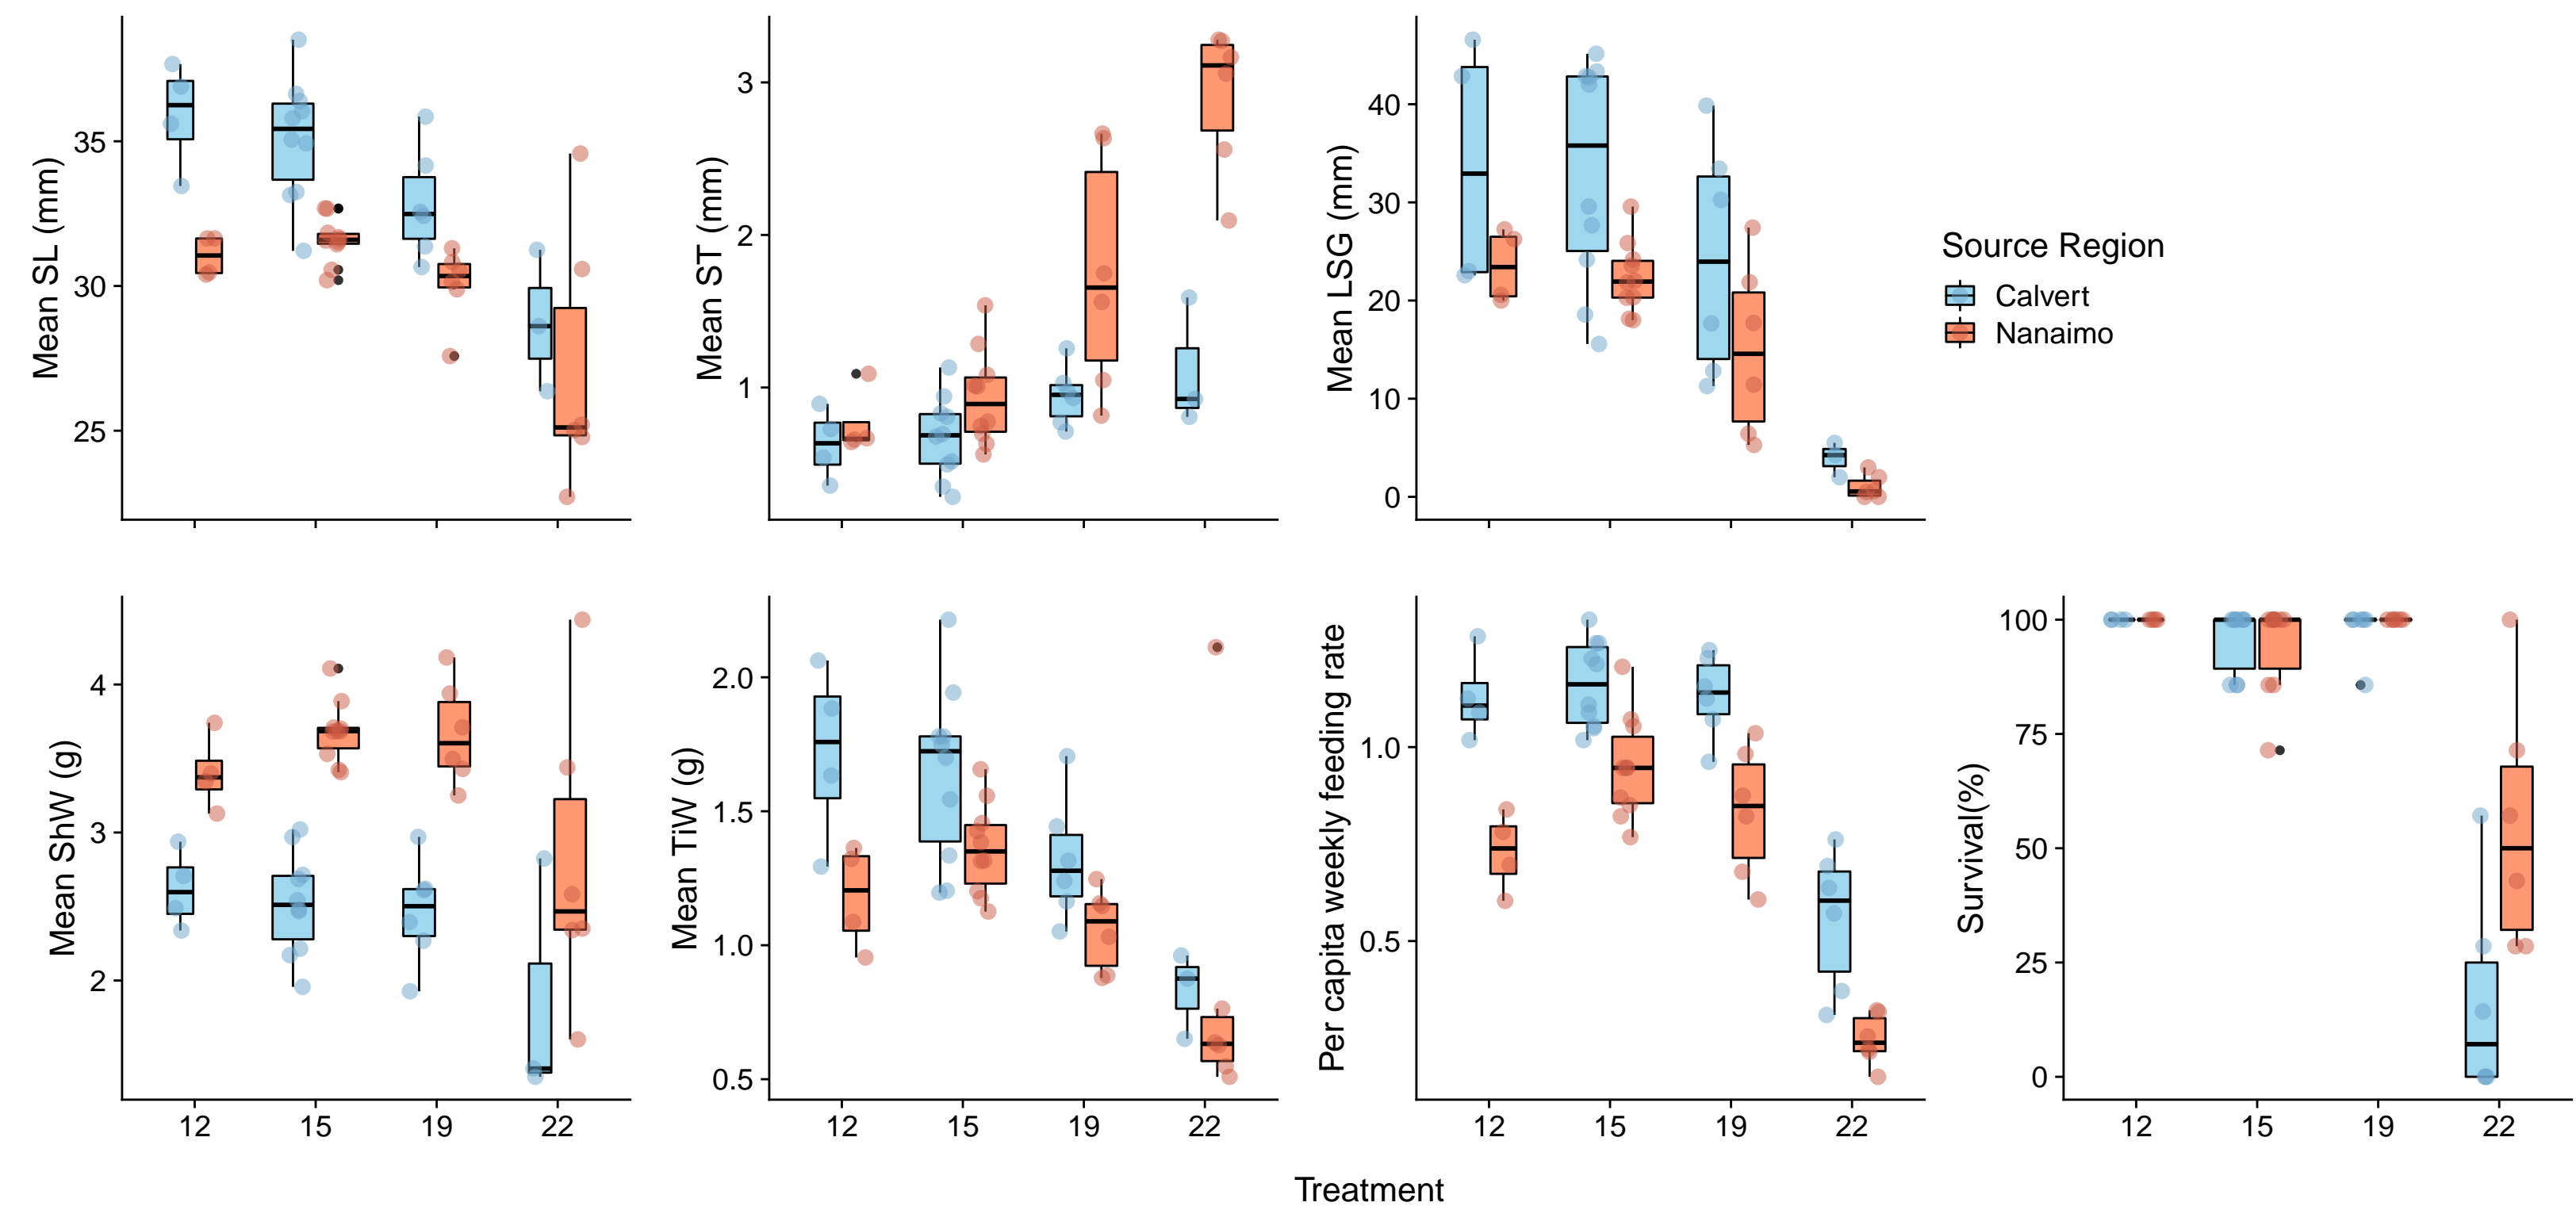 Mean SL (mm)
35
30
25
Mean ST (mm)
3
2
1
Mean LSG (mm)
40
30
20
10
0
Source Region
Calvert
Nanaimo
Mean ShW (g)
4
3
2
12 15 19 22
Mean TiW (g)
2.0
1.5
1.0
0.5
12 15 19 22
Per capita weekly feeding rate
1.0
0.5
12 15 19 22
Survival(%)
100
75
50
25
0
12 15 19 22
Treatment